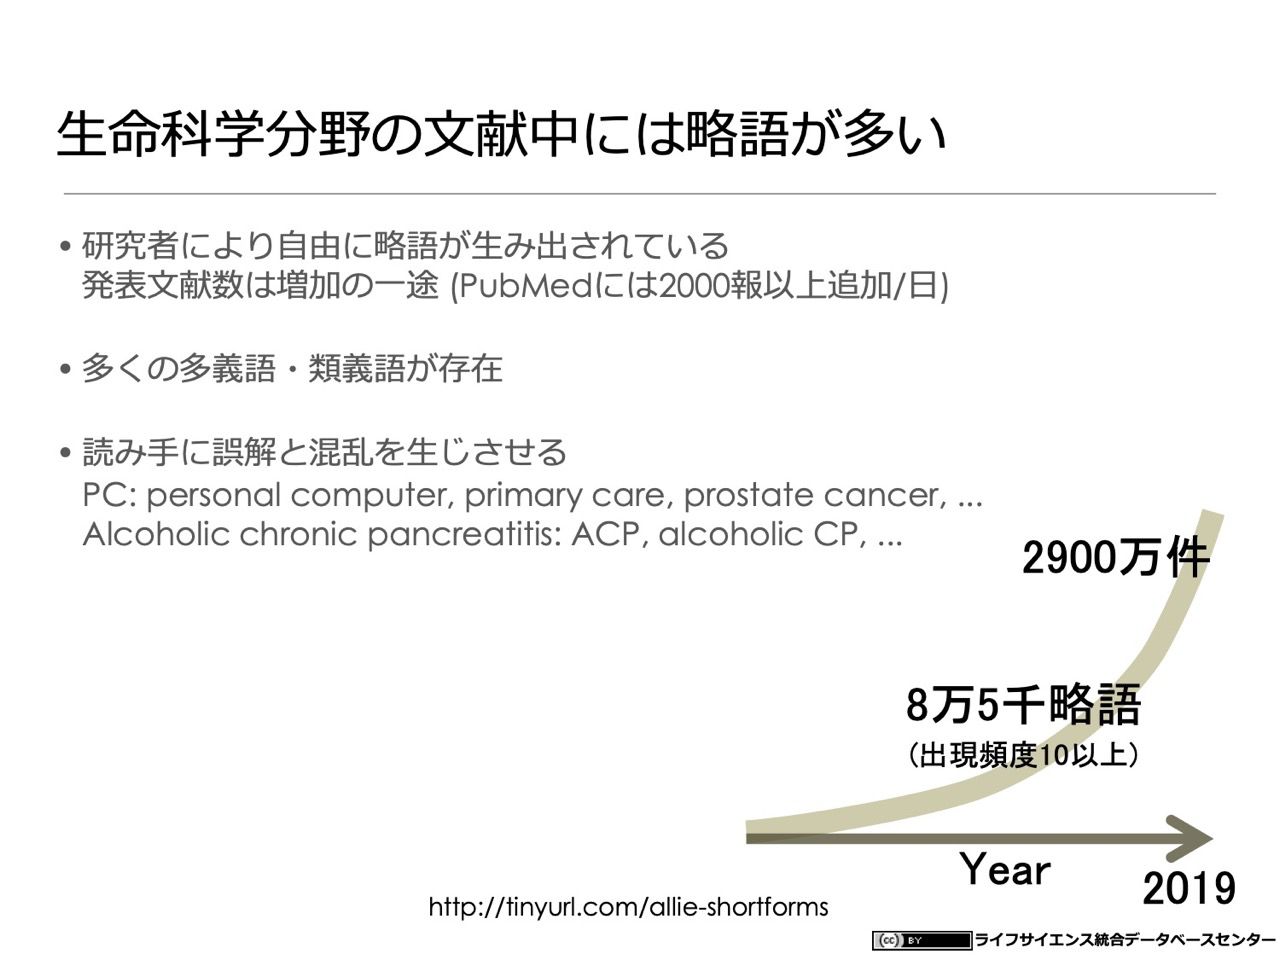 生命科学分野の文献中には略語が多い
• 研究者により自由に略語が生み出されている
発表文献数は増加の一途 (PubMedには2000報以上追加/日)
• 多くの多義語・類義語が存在
• 読み手に誤解と混乱を生じさせる
PC: personal computer, primary care, prostate cancer, ...
Alcoholic chronic pancreatitis: ACP, alcoholic CP, ...
2900万件
8万5千略語
(出現頻度10以上)
Year
2019
http://tinyurl.com/allie-shortforms
(cc) BY ライフサイエンス統合データベースセンター